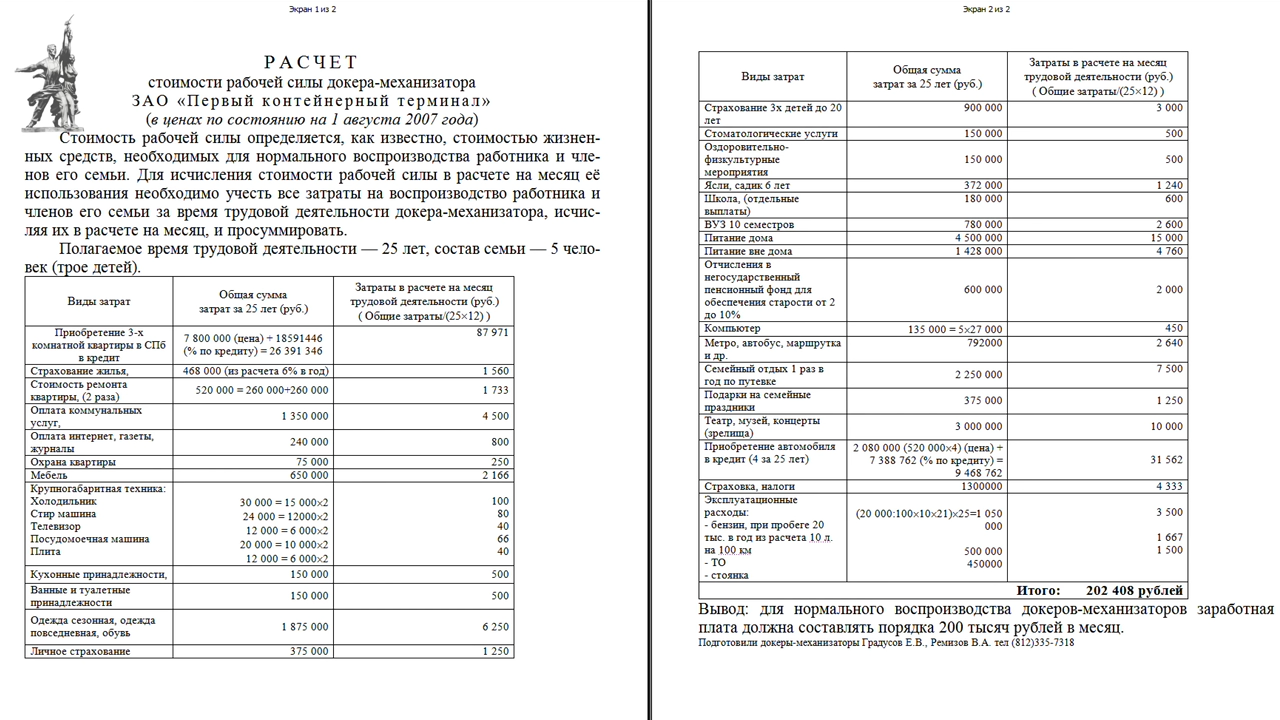 Экран 1 из 2
РАСЧЕТ
стоимости рабочей силы докера-механизатора
ЗАО «Первый контейнерный терминал»
(в ценах по состоянию на 1 августа 2007 года)
Стоимость рабочей силы определяется, как известно, стоимостью жизнен-
ных средств, необходимых для нормального воспроизводства работника и чле-
нов его семьи. Для исчисления стоимости рабочей силы в расчете на месяц её
использования необходимо учесть все затраты на воспроизводство работника и
членов его семьи за время трудовой деятельности докера-механизатора, исчис-
ляя их в расчете на месяц, и просуммировать.
Полагаемое время трудовой деятельности — 25 лет, состав семьи — 5 чело-
век (трое детей).
Виды затрат
Общая сумма
затрат за 25 лет (руб.)
Затраты в расчете на месяц
трудовой деятельности (руб.)
( Общие затраты/(25×12) )
Приобретение 3-х
комнатной квартиры в СПб
в кредит
7 800 000 (цена) + 18591446
(% по кредиту) = 26 391 346
87 971
Страхование жилья, 468 000 (из расчета 6% в год) 1 560
Стоимость ремонта
квартиры, (2 раза)
520 000 = 260 000+260 000 1 733
Оплата коммунальных
услуг,
1 350 000 4 500
Оплата интернет, газеты,
журналы
240 000 800
Охрана квартиры 75 000 250
Мебель 650 000 2 166
Крупногабаритная техника:
Холодильник 30 000 = 15 000×2 100
Стир машина 24 000 = 12000×2 80
Телевизор 12 000 = 6 000×2 40
Посудомоечная машина 20 000 = 10 000×2 66
Плита 12 000 = 6 000×2 40
Кухонные принадлежности, 150 000 500
Ванные и туалетные
принадлежности
150 000 500
Одежда сезонная, одежда
повседневная, обувь
1 875 000 6 250
Личное страхование 375 000 1 250
Экран 2 из 2
Виды затрат
Общая сумма
затрат за 25 лет (руб.)
Затраты в расчете на месяц
трудовой деятельности (руб.)
( Общие затраты/(25×12) )
Страхование 3х детей до 20
лет
900 000 3 000
Стоматологические услуги 150 000 500
Оздоровительно-
физкультурные
мероприятия
150 000 500
Ясли, садик 6 лет 372 000 1 240
Школа, (отдельные
выплаты)
180 000 600
ВУЗ 10 семестров 780 000 2 600
Питание дома 4 500 000 15 000
Питание вне дома 1 428 000 4 760
Отчисления в
негосударственный
пенсионный фонд для
обеспечения старости от 2
до 10%
600 000 2 000
Компьютер 135 000 = 5×27 000 450
Метро, автобус, маршрутка
и др.
792000 2 640
Семейный отдых 1 раз в
год по путевке
2 250 000 7 500
Подарки на семейные
праздники
375 000 1 250
Театр, музей, концерты
(зрелища)
3 000 000 10 000
Приобретение автомобиля
в кредит (4 за 25 лет)
2 080 000 (520 000×4) (цена) +
7 388 762 (% по кредиту) =
9 468 762
31 562
Страховка, налоги 1300000 4 333
Эксплуатационные
расходы:
- бензин, при пробеге 20
тыс. в год из расчета 10 л.
на 100 км
- ТО
- стоянка
(20 000:100×10×21)×25=1 050
000
500 000
450000
3 500
1 667
1 500
Итого: 202 408 рублей
Вывод: для нормального воспроизводства докеров-механизаторов заработная
плата должна составлять порядка 200 тысяч рублей в месяц.
Подготовили докеры-механизаторы Градусов Е.В., Ремизов В.А. тел (812)335-7318